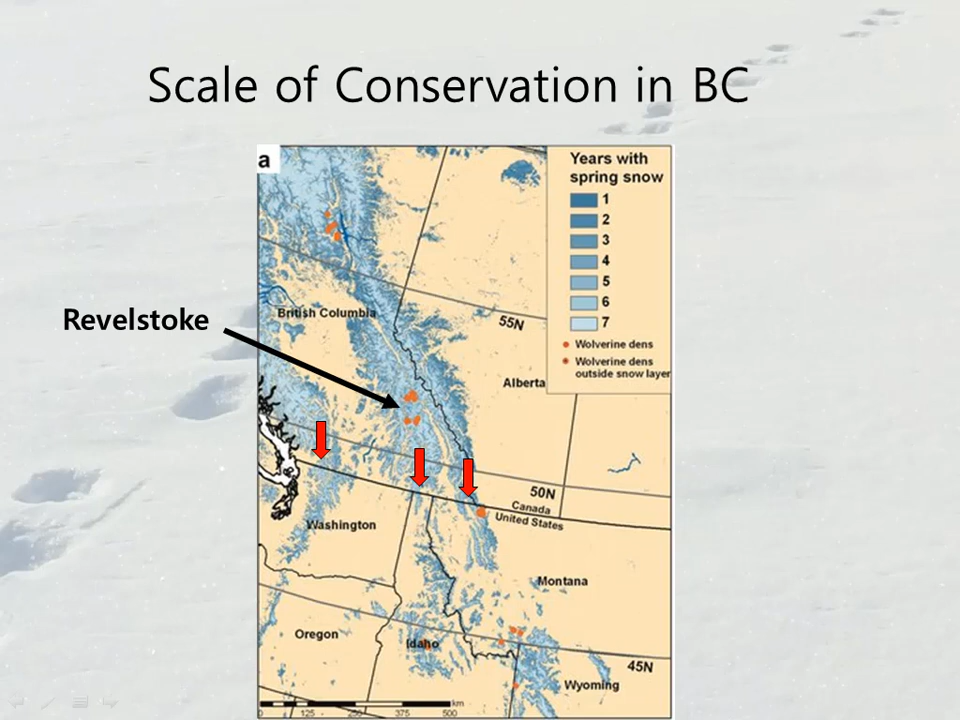 Scale of Conservation in BC
a
Years with
spring snow
1
2
3
4
5
6
7
Wolverine dens
Wolverine dens
outside snow layer
Revelstoke
British Columbia
55N
Alberta
50N
Canada
United States
Washington
Montana
Oregon
Idaho
45N
Wyoming
km
0 125 250 375 500